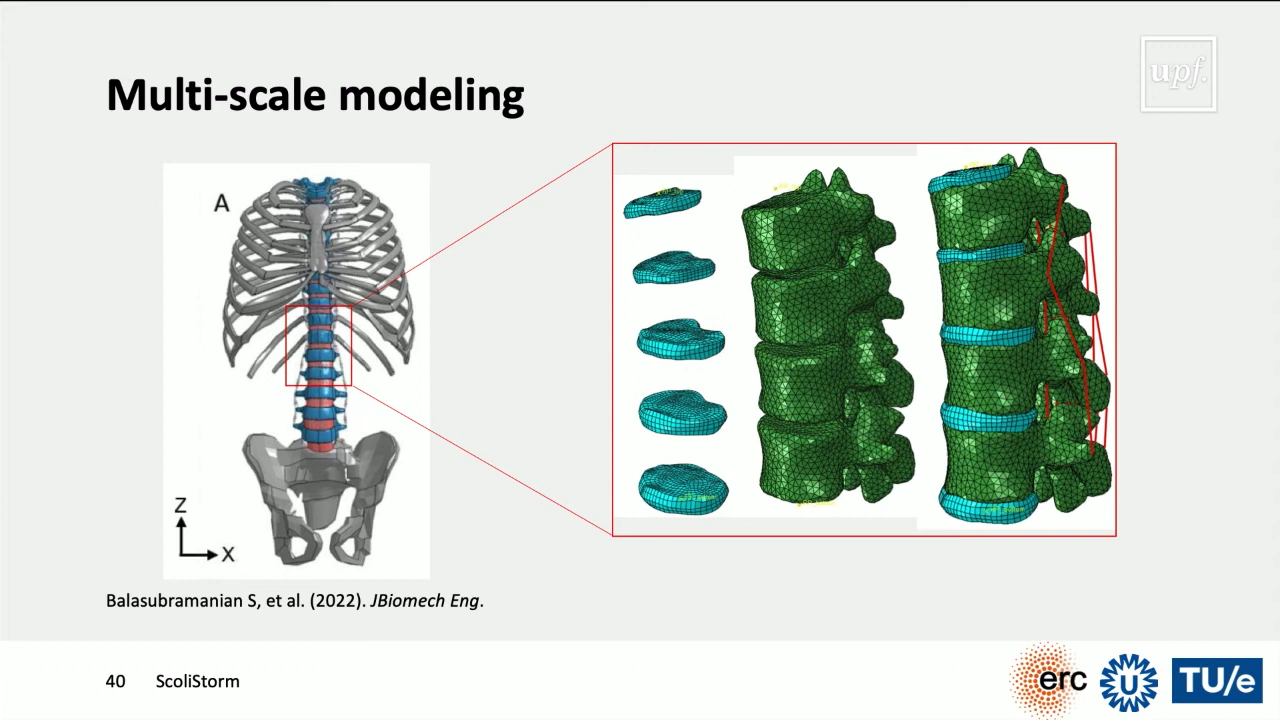 Multi-scale modeling
upf.
A
Z
X
Balasubramanian S, et al. (2022). JBiomech Eng.
40 ScoliStorm
erc
U
TU/e